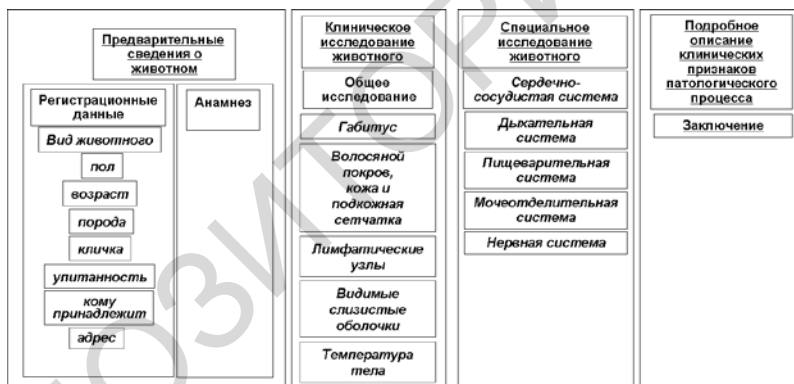 Предварительные
сведения о
животном
Регистрационные
данные
Вид животного
пол
возраст
порода
кличка
упитанность
кому
принадлежит
адрес
Анамнез
Клиническое
исследование
животного
Общее
исследование
Габитус
Волосяной
покров,
кожа и
подкожная
сетчатка
Лимфатические
узлы
Видимые
слизистые
оболочки
Температура
тела
Специальное
исследование
животного
Сердечно-
сосудистая система
Дыкательная
система
Пищеварительная
система
Мочеотделительная
система
Нервная система
Подробное
описание
клинических
признаков
патологического
процесса
Заключение
ПОЗИТОРИ